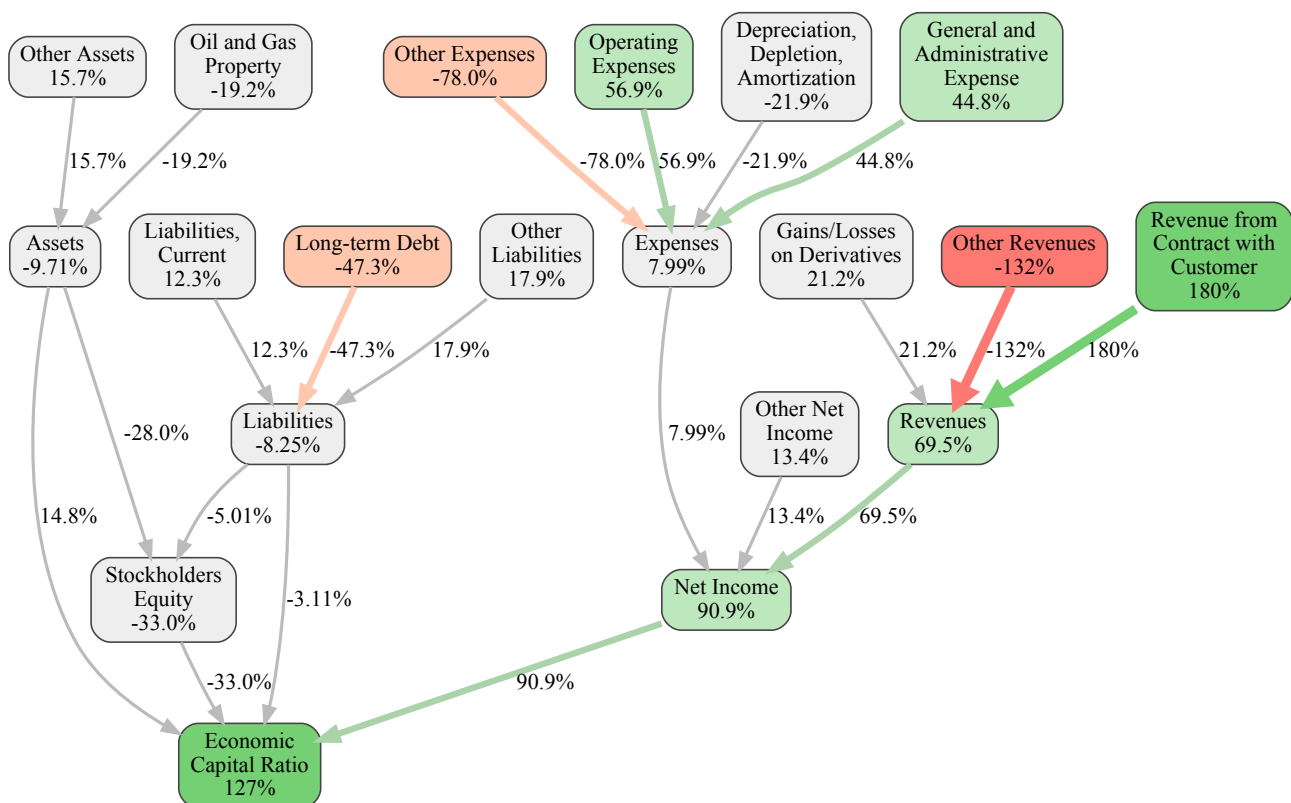 Other Assets
15.7%
Oil and Gas
Property
-19.2%
Other Expenses
-78.0%
Operating
Expenses
56.9%
Depreciation,
Depletion,
Amortization
-21.9%
General and
Administrative
Expense
44.8%
15.7%
-19.2%
-78.0%
56.9%
-21.9%
44.8%
Assets
-9.71%
Liabilities,
Current
12.3%
Long-term Debt
-47.3%
Other
Liabilities
17.9%
Expenses
7.99%
Gains/Losses
on Derivatives
21.2%
Other Revenues
-132%
Revenue from
Contract with
Customer
180%
12.3%
-47.3%
17.9%
21.2%
-132%
180%
Liabilities
-8.25%
-28.0%
7.99%
Other Net
Income
13.4%
Revenues
69.5%
14.8%
-5.01%
13.4%
69.5%
Stockholders
Equity
-33.0%
-3.11%
Net Income
90.9%
-33.0%
90.9%
Economic
Capital Ratio
127%